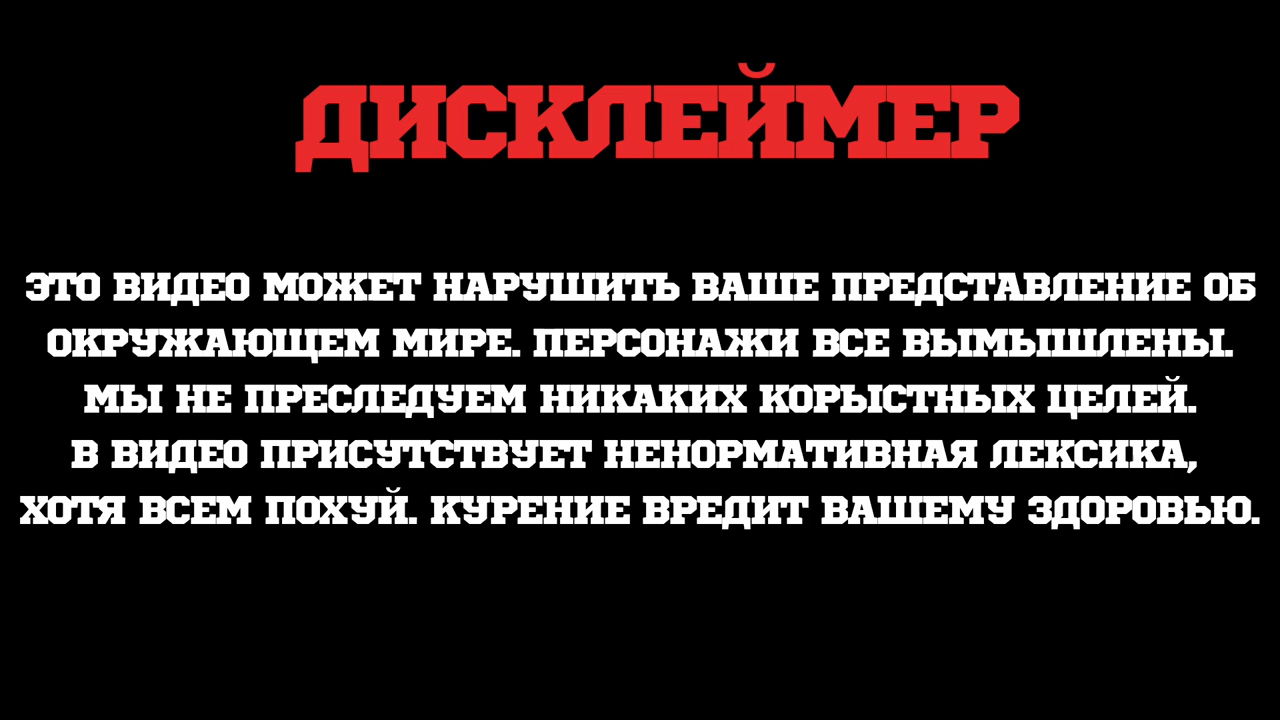 ДИСКЛЕЙМЕР
ЭТО ВИДЕО МОЖЕТ НАРУШИТЬ ВАШЕ ПРЕДСТАВЛЕНИЕ ОБ
ОКРУЖАЮЩЕМ МИРЕ. ПЕРСОНАЖИ ВСЕ ВЫМЫШЛЕНЫ.
МЫ НЕ ПРЕСЛЕДУЕМ НИКАКИХ КОРЫСТНЫХ ЦЕЛЕЙ.
В ВИДЕО ПРИСУТСТВУЕТ НЕНОРМАТИВНАЯ ЛЕКСИКА,
ХОТЯ ВСЕМ ПОХУЙ. КУРЕНИЕ ВРЕДИТ ВАШЕМУ ЗДОРОВЬЮ.